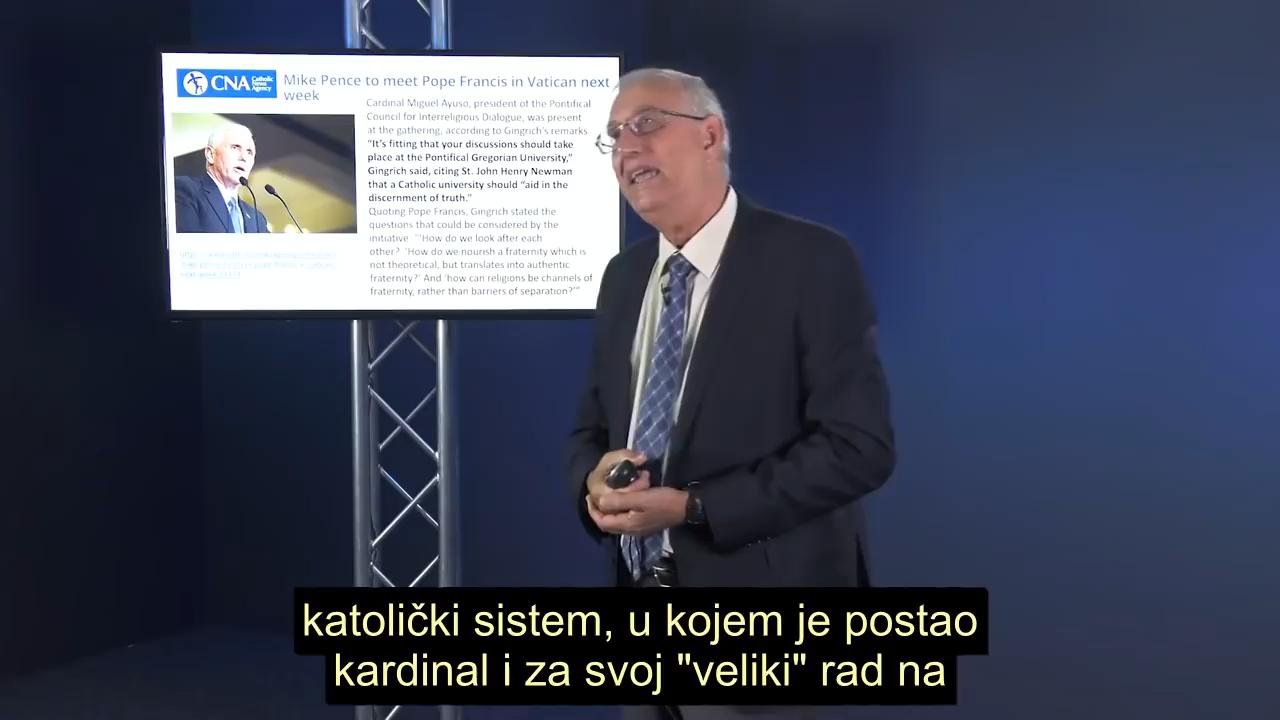 CNA Catholic News Agency
Mike Pence to meet Pope Francis in Vatican next
week
Cardinal Miguel Ayuso, president of the Pontifical
Council for Interreligious Dialogue, was present
at the gathering, according to Gingrich's remarks.
"It's fitting that your discussions should take
place at the Pontifical Gregorian University,"
Gingrich said, citing St. John Henry Newman
that a Catholic university should "aid in the
discernment of truth."
Quoting Pope Francis, Gingrich stated the
questions that could be considered by the
initiative "'How do we look after each
other? 'How do we nourish a fraternity which is
not theoretical, but translates into authentic
fraternity?' And 'how can religions be channels of
fraternity, rather than barriers of separation?'"
katolički sistem, u kojem je postao
kardinal i za svoj "veliki" rad na